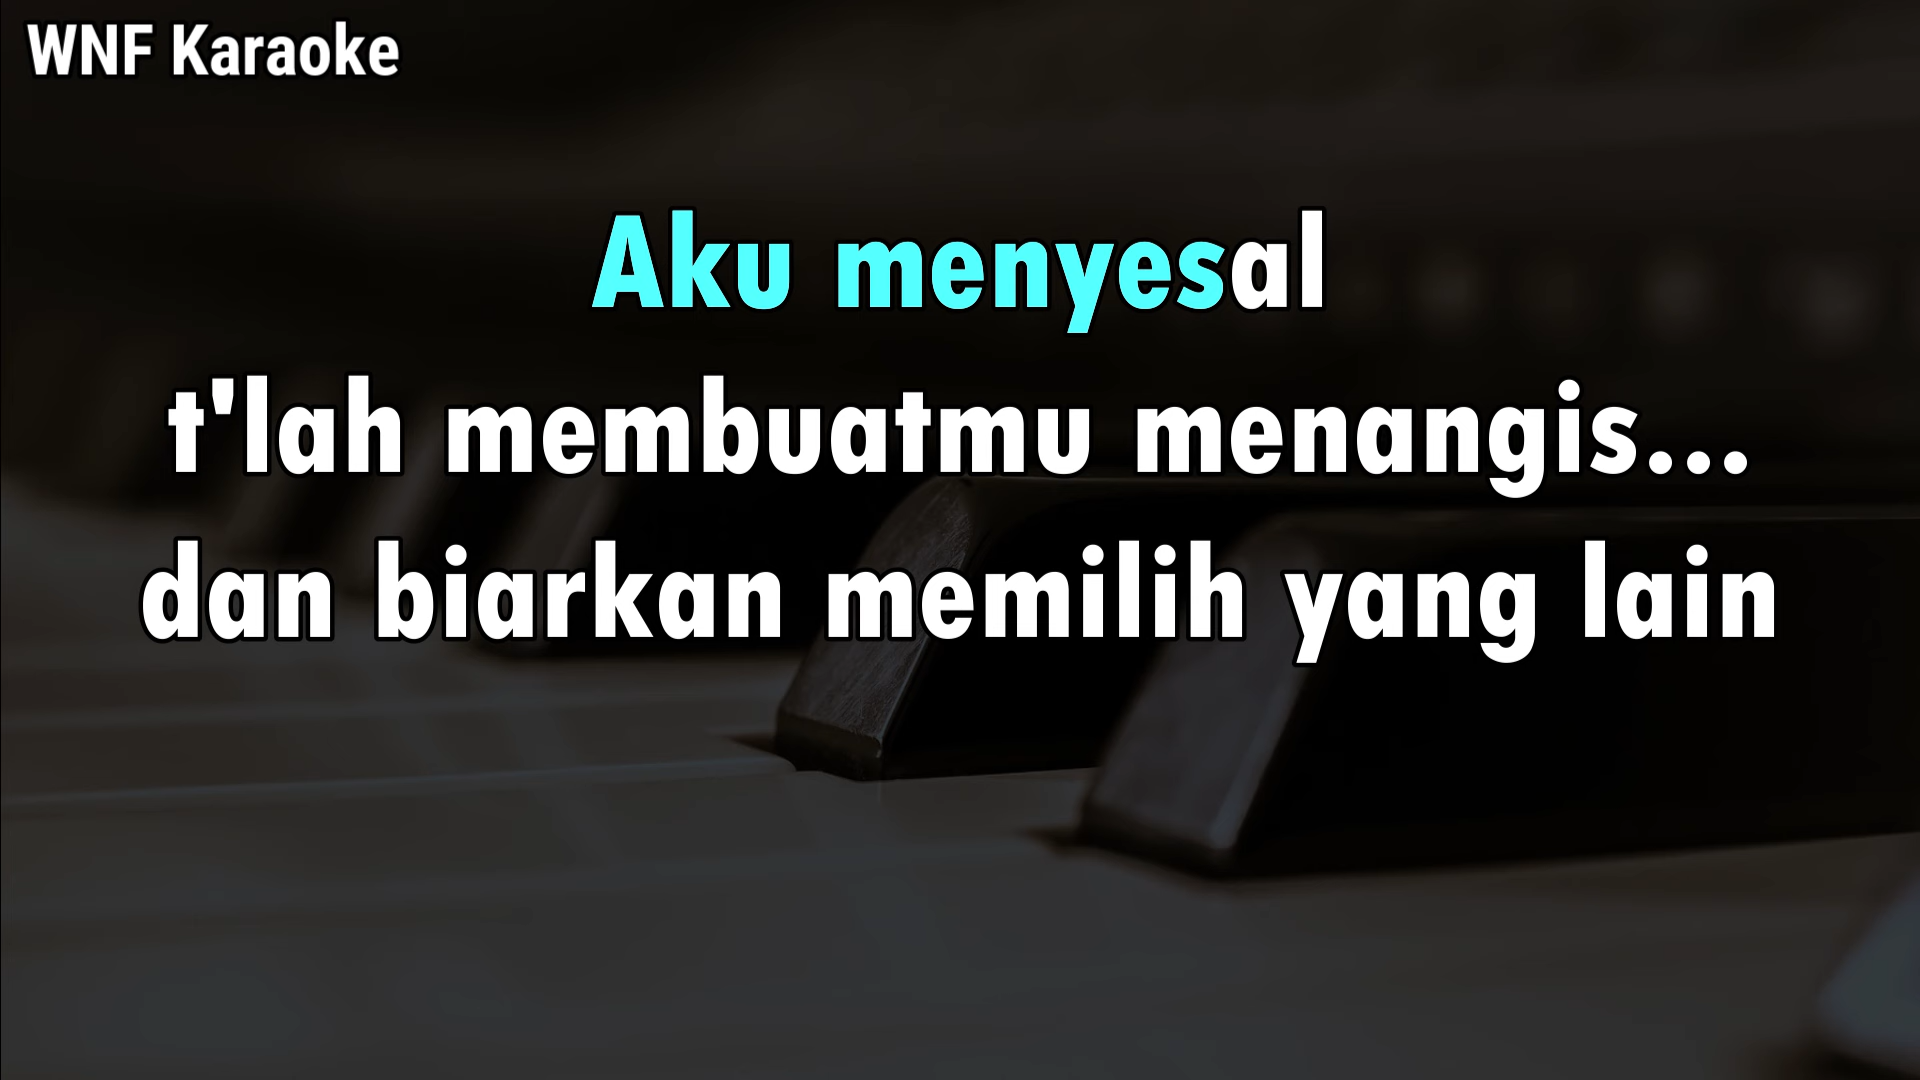 WNF Karaoke
Aku menyesal
t'lah membuatmu menangis...
dan biarkan memilih yang lain